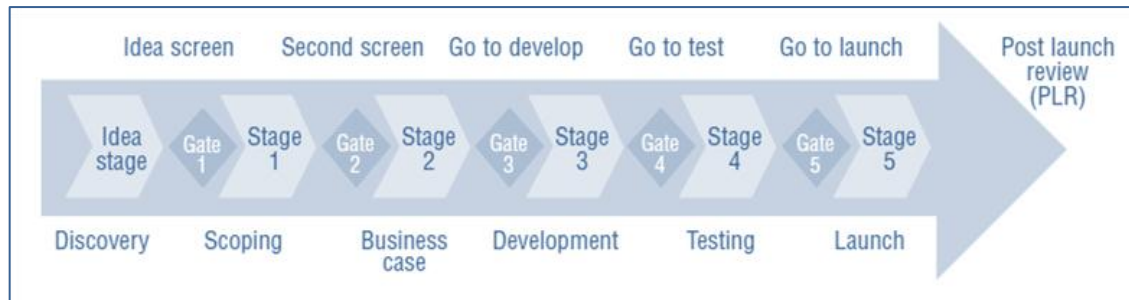 Idea screen
Second screen
Go to develop
Go to test
Go to launch
Post launch
review
(PLR)
Idea
stage
Gate
1
Stage
1
Gate
2
Stage
2
Gate
3
Stage
3
Gate
4
Stage
4
Gate
5
Stage
5
Discovery
Scoping
Business
case
Development
Testing
Launch